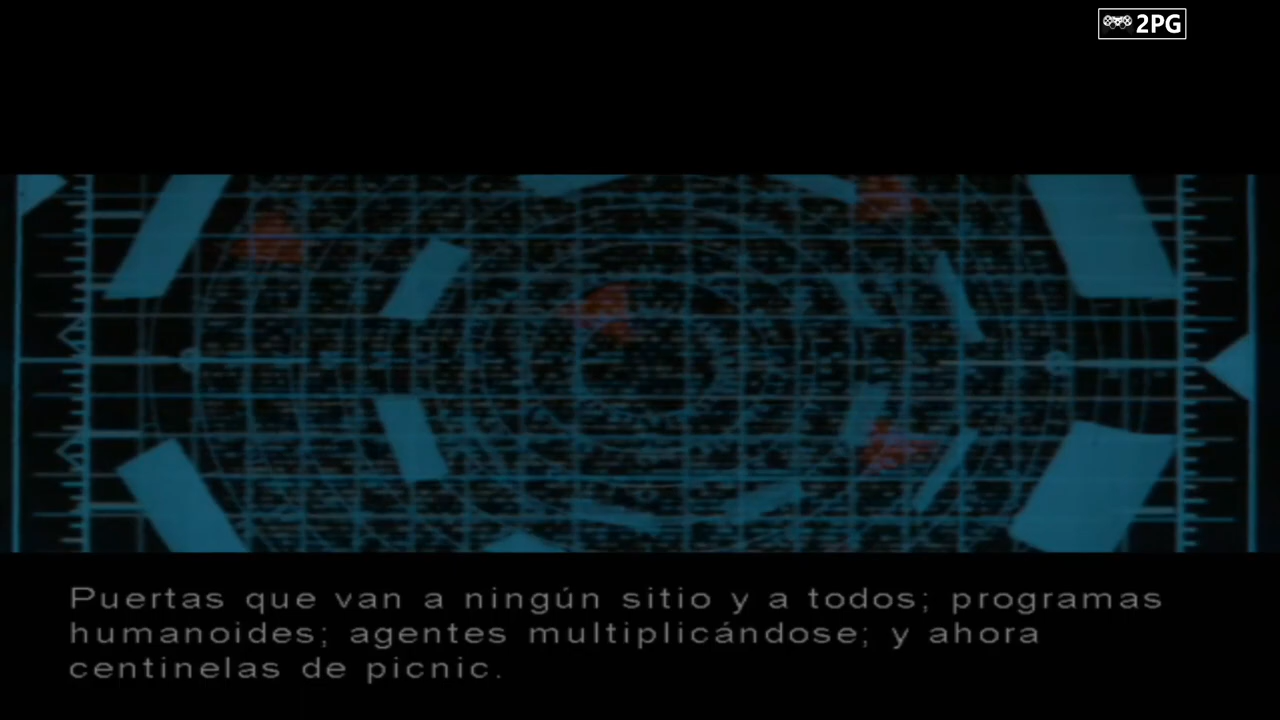 2PG
Puertas que van a ningún sitio y a todos; programas
humanoides; agentes multiplicándose; y ahora
centinelas de picnic.